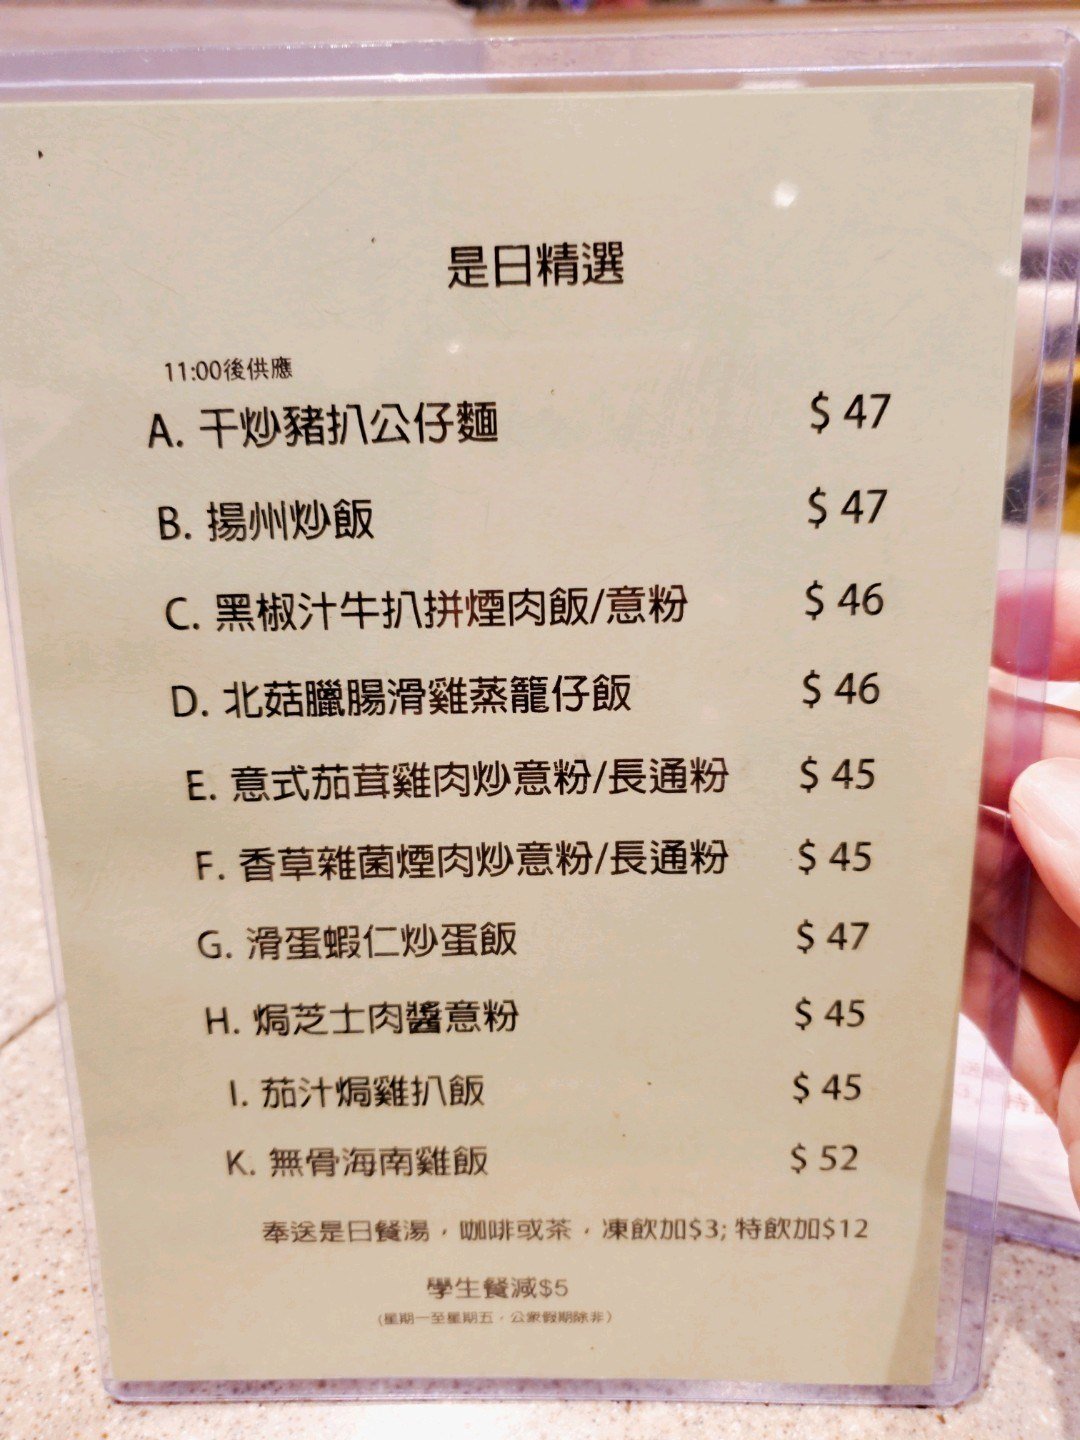 是日精選
11:00後供應
A. 干炒豬扒公仔麵 $ 47
B. 揚州炒飯 $ 47
C. 黑椒汁牛扒拼煙肉飯/意粉 $ 46
D. 北菇臘腸滑雞蒸籠仔飯 $ 46
E. 意式茄茸雞肉炒意粉/長通粉 $ 45
F. 香草雜菌煙肉炒意粉/長通粉 $ 45
G. 滑蛋蝦仁炒蛋飯 $ 47
H. 焗芝士肉醬意粉 $ 45
I. 茄汁焗雞扒飯 $ 45
K. 無骨海南雞飯 $ 52
奉送是日餐湯，咖啡或茶，凍飲加$3; 特飲加$12
學生餐減$5
(星期一至星期五，公眾假期除非)